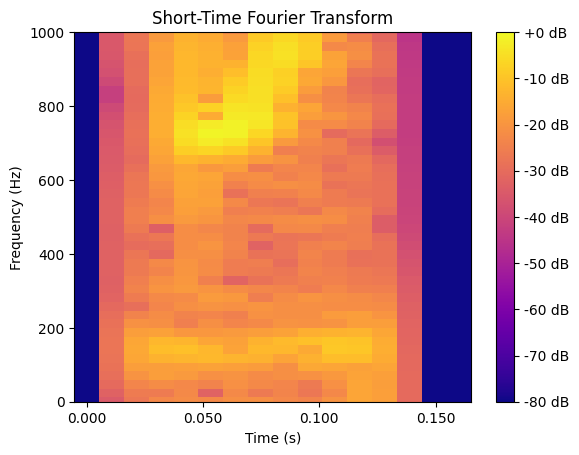 Short-Time Fourier Transform
Frequency (Hz)
1000
800
600
400
200
0
0.000
0.050
0.100
0.150
Time (s)
+0 dB
-10 dB
-20 dB
-30 dB
-40 dB
-50 dB
-60 dB
-70 dB
-80 dB